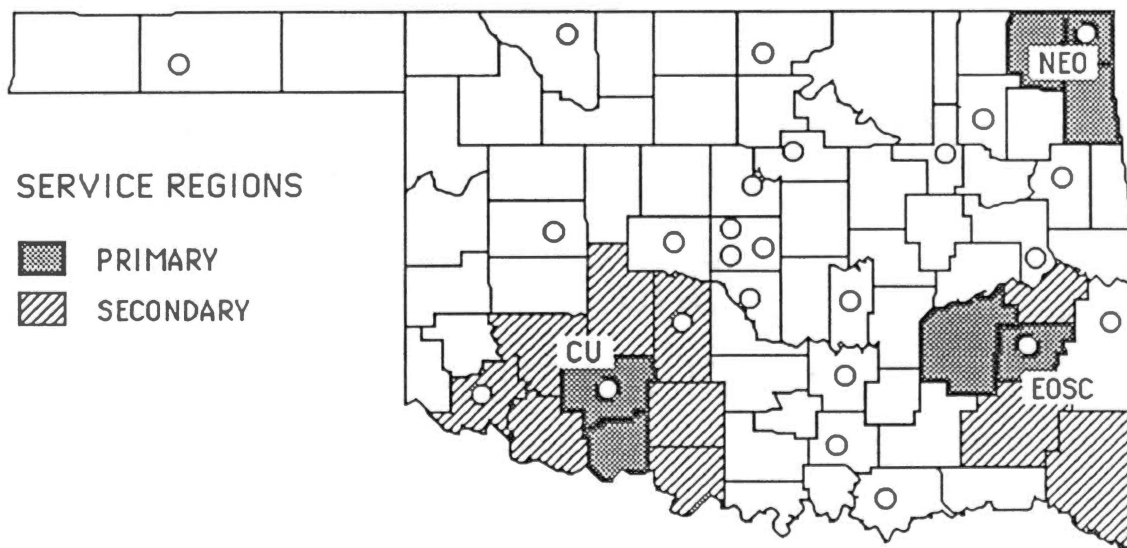 NEO
SERVICE REGIONS
PRIMARY
SECONDARY
CU
EOSC